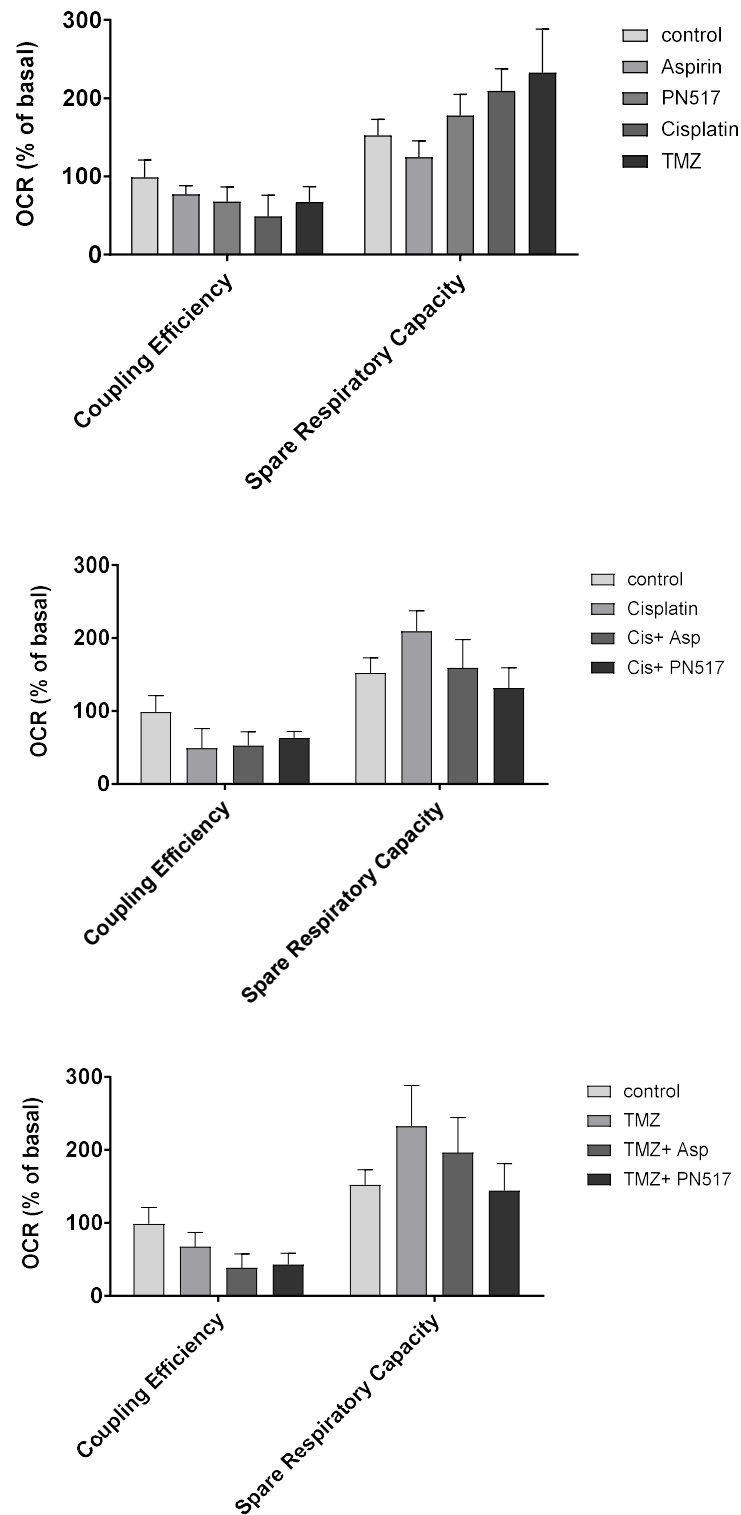 OCR (% of basal)
300
200
100
0
Coupling Efficiency
Spare Respiratory Capacity
control
Aspirin
PN517
Cisplatin
TMZ
OCR (% of basal)
300
200
100
0
Coupling Efficiency
Spare Respiratory Capacity
control
Cisplatin
Cis+ Asp
Cis+ PN517
OCR (% of basal)
300
200
100
0
Coupling Efficiency
Spare Respiratory Capacity
control
TMZ
TMZ+ Asp
TMZ+ PN517